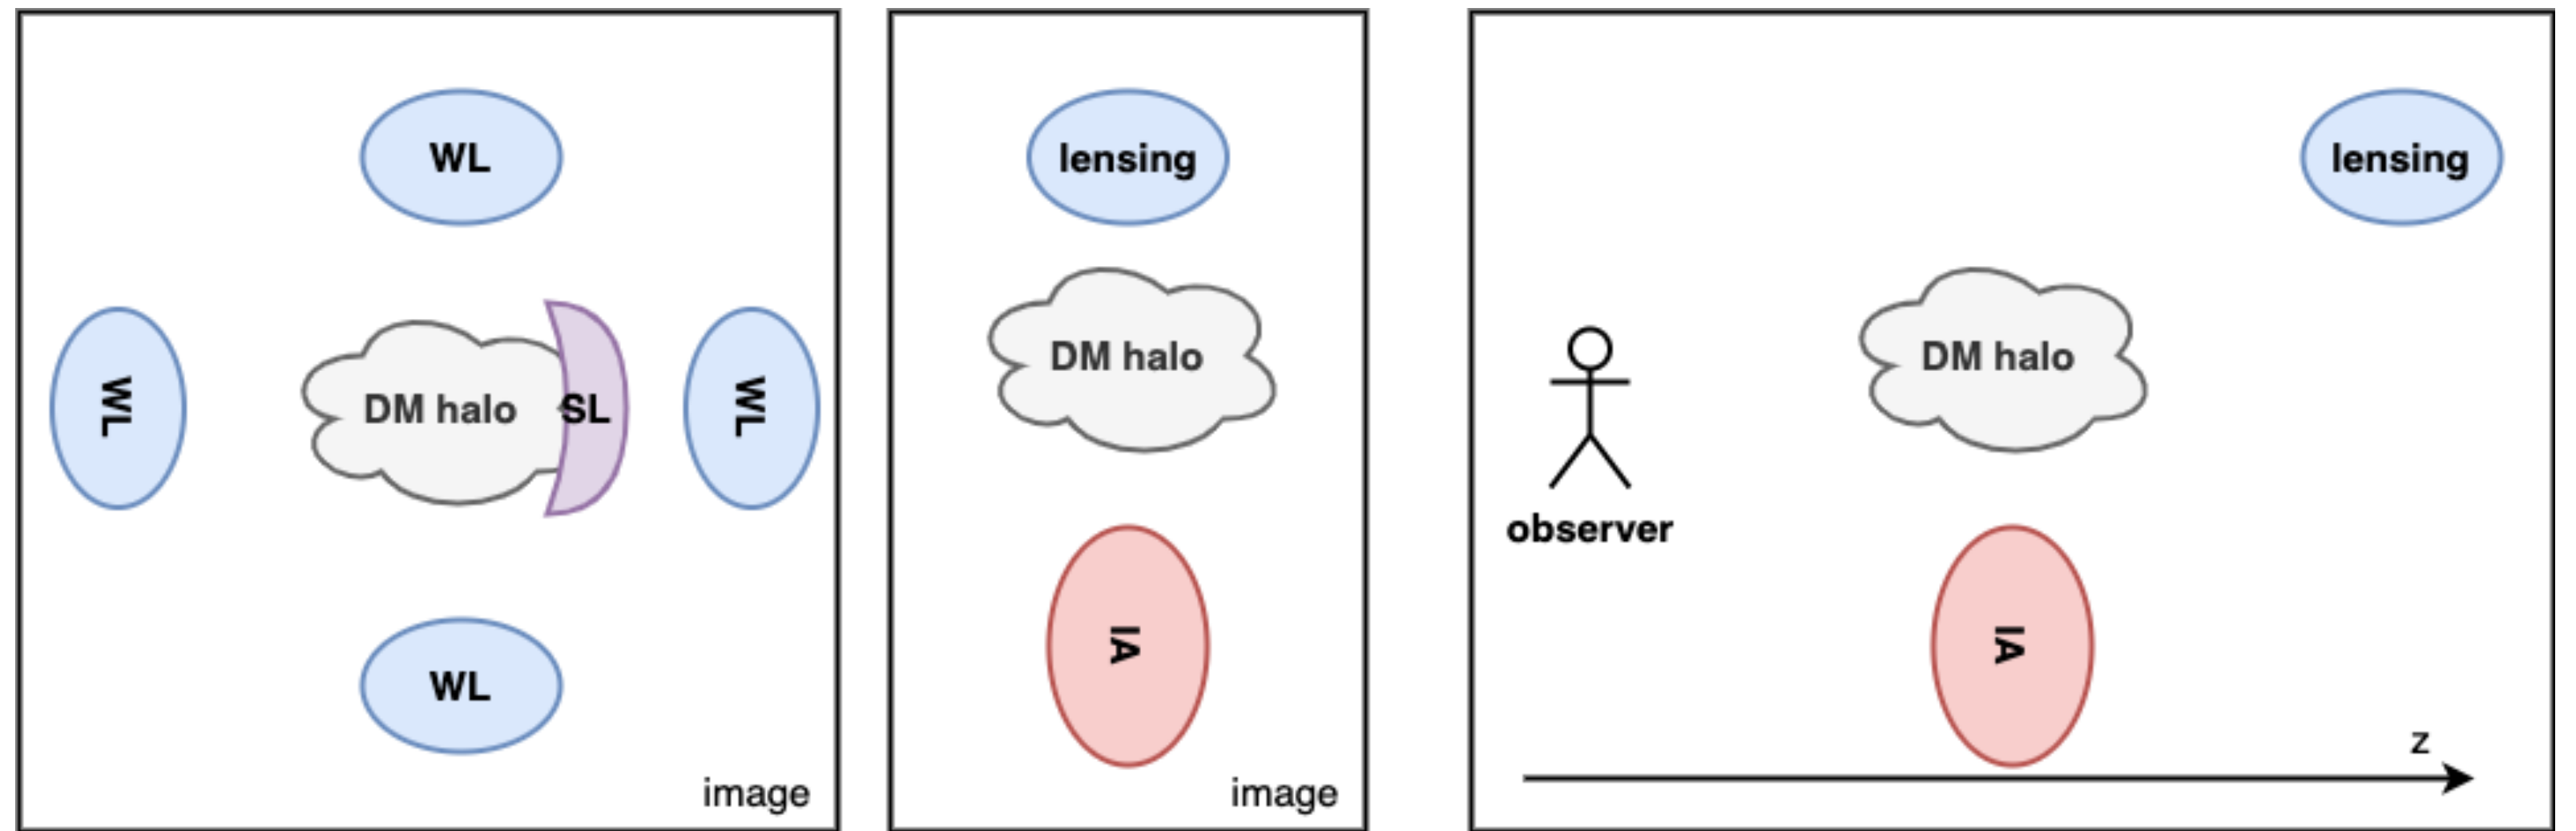 WL
WL
DM halo
SL
WL
WL
image
lensing
DM halo
IA
image
lensing
DM halo
observer
IA
z